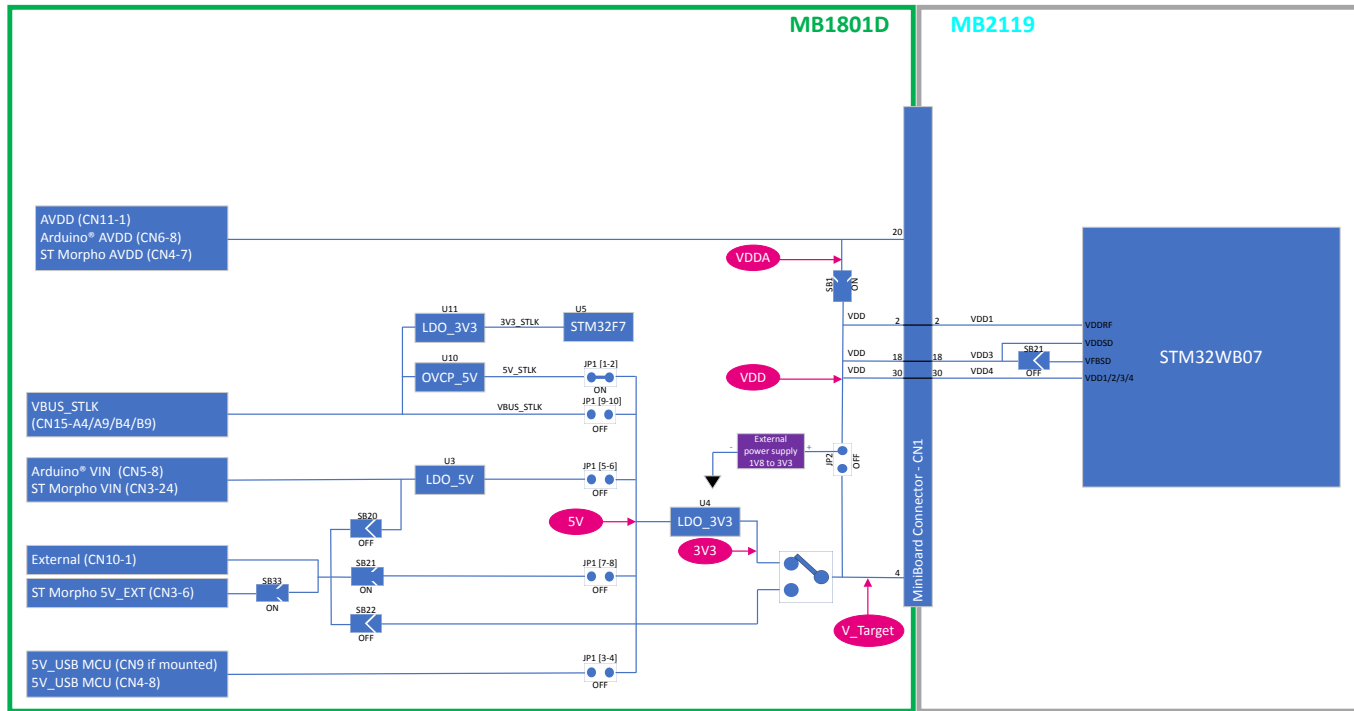 MB1801D
MB2119
AVDD (CN11-1)
Arduino® AVDD (CN6-8)
ST Morpho AVDD (CN4-7)
20
VDDA
SB1
ON
U11
LDO_3V3
3V3_STLK
U5
STM32F7
VDD
2
2
VDD1
VDDRF
VDDSD
STM32WB07
U10
OVCP_5V
5V_STLK
JP1 [1-2]
ON
VDD
18
18
VDD3
SB21
OFF
VFBSD
VDD
VDD
30
30
VDD4
VDD1/2/3/4
VBUS_STLK
(CN15-A4/A9/B4/B9)
VBUS_STLK
JP1 [9-10]
OFF
-
External
power supply
1V8 to 3V3
+
JP2
OFF
Arduino® VIN (CN5-8)
ST Morpho VIN (CN3-24)
U3
LDO_5V
JP1 [5-6]
OFF
5V
U4
LDO_3V3
SB20
OFF
3V3
External (CN10-1)
ST Morpho 5V_EXT (CN3-6)
SB33
ON
SB21
ON
JP1 [7-8]
OFF
4
MiniBoard Connector - CN1
SB22
OFF
V_Target
5V_USB MCU (CN9 if mounted)
5V_USB MCU (CN4-8)
JP1 [3-4]
OFF